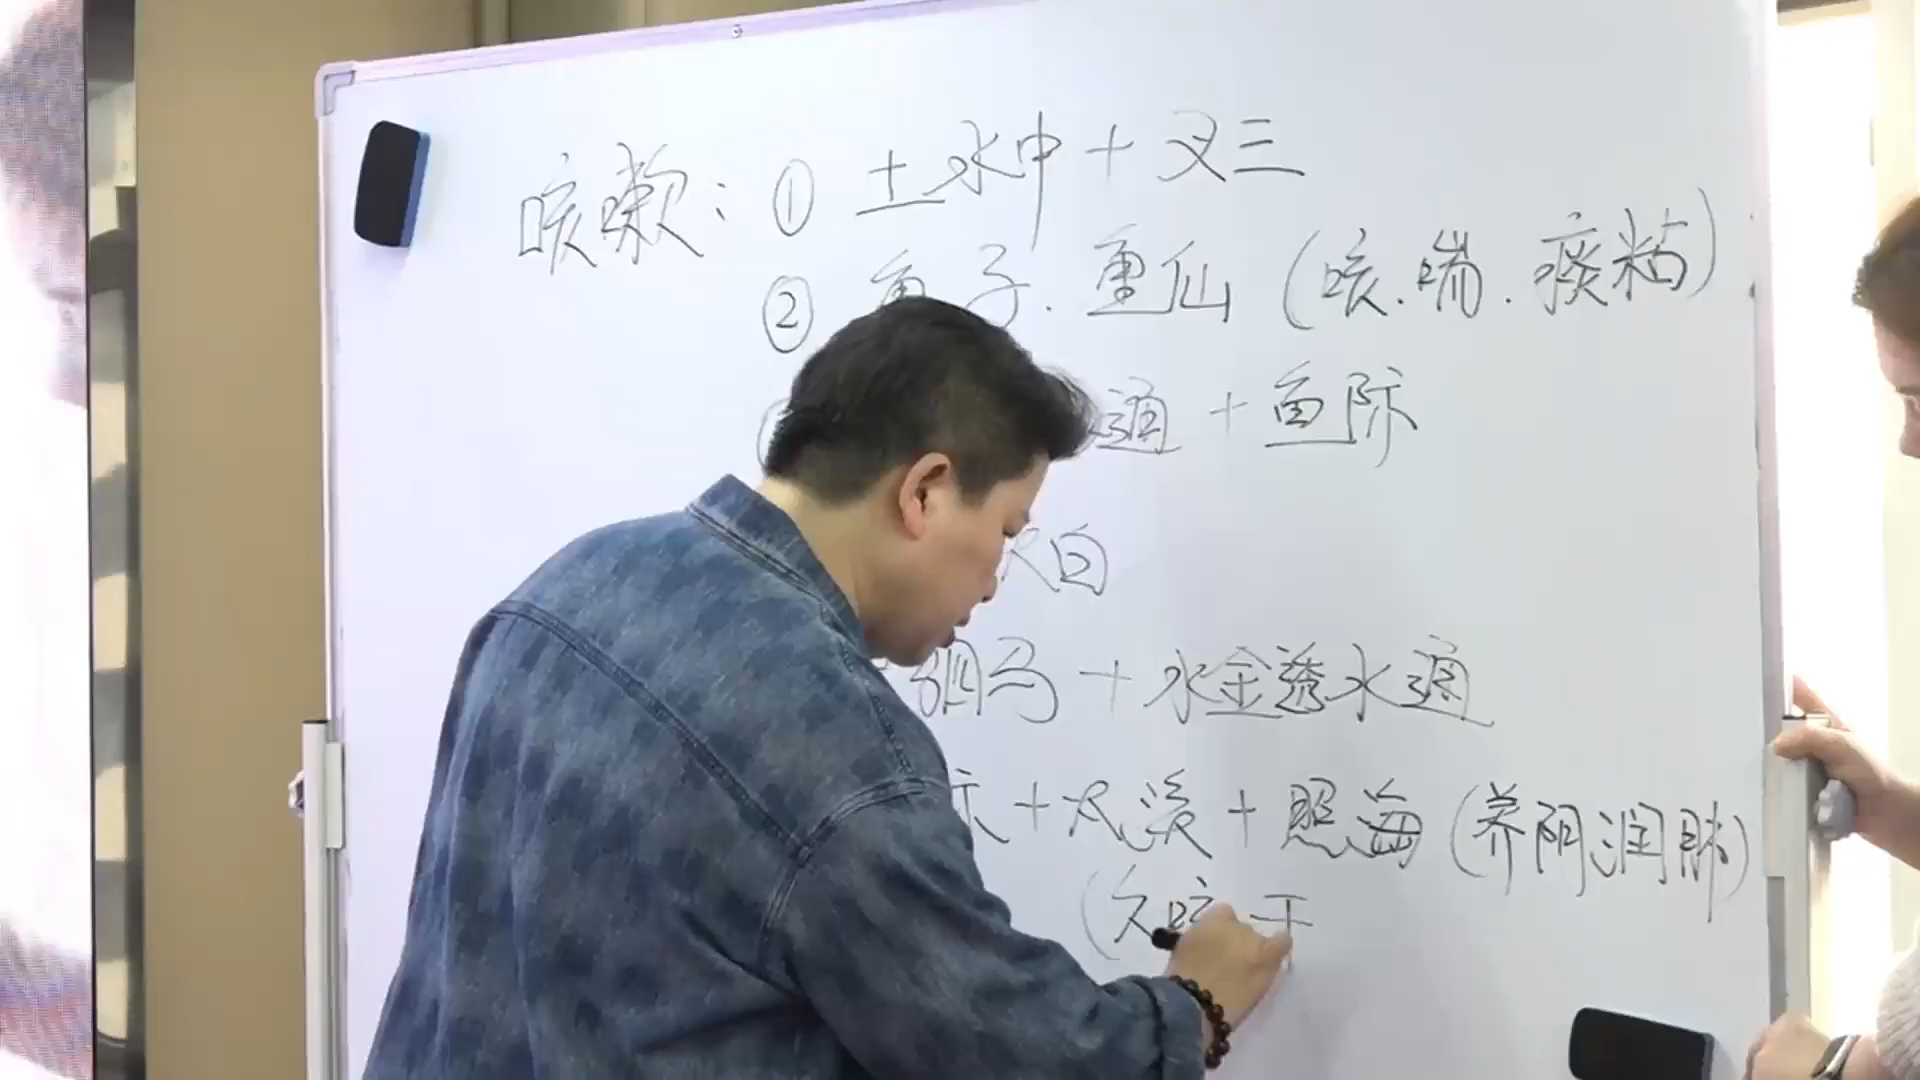 咳嗽：① 土水中 + 叉三
② 重子.重仙 (咳.喘.痰粘)
通 + 鱼际
白
驷马 + 水金透水通
+ 太溪 + 照海 (养阴润肺)
(久咳 干